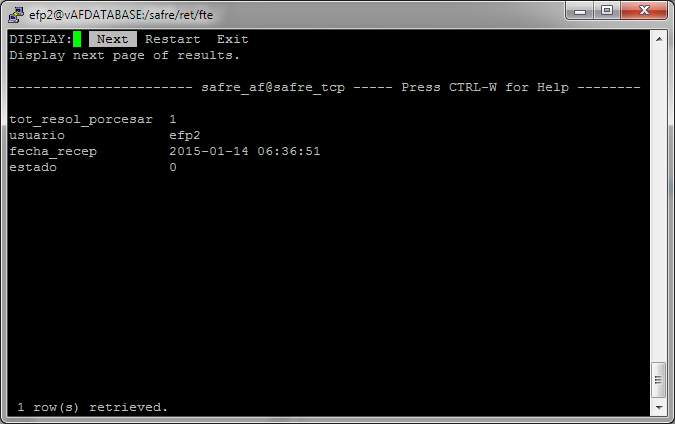 efp2@vAFDATABASE:/safre/ret/fte
DISPLAY: Next Restart Exit
Display next page of results.
----------------------- safre_af@safre_tcp ----- Press CTRL-W for Help --------
tot_resol_porcesar 1
usuario efp2
fecha_recep 2015-01-14 06:36:51
estado 0
1 row(s) retrieved.